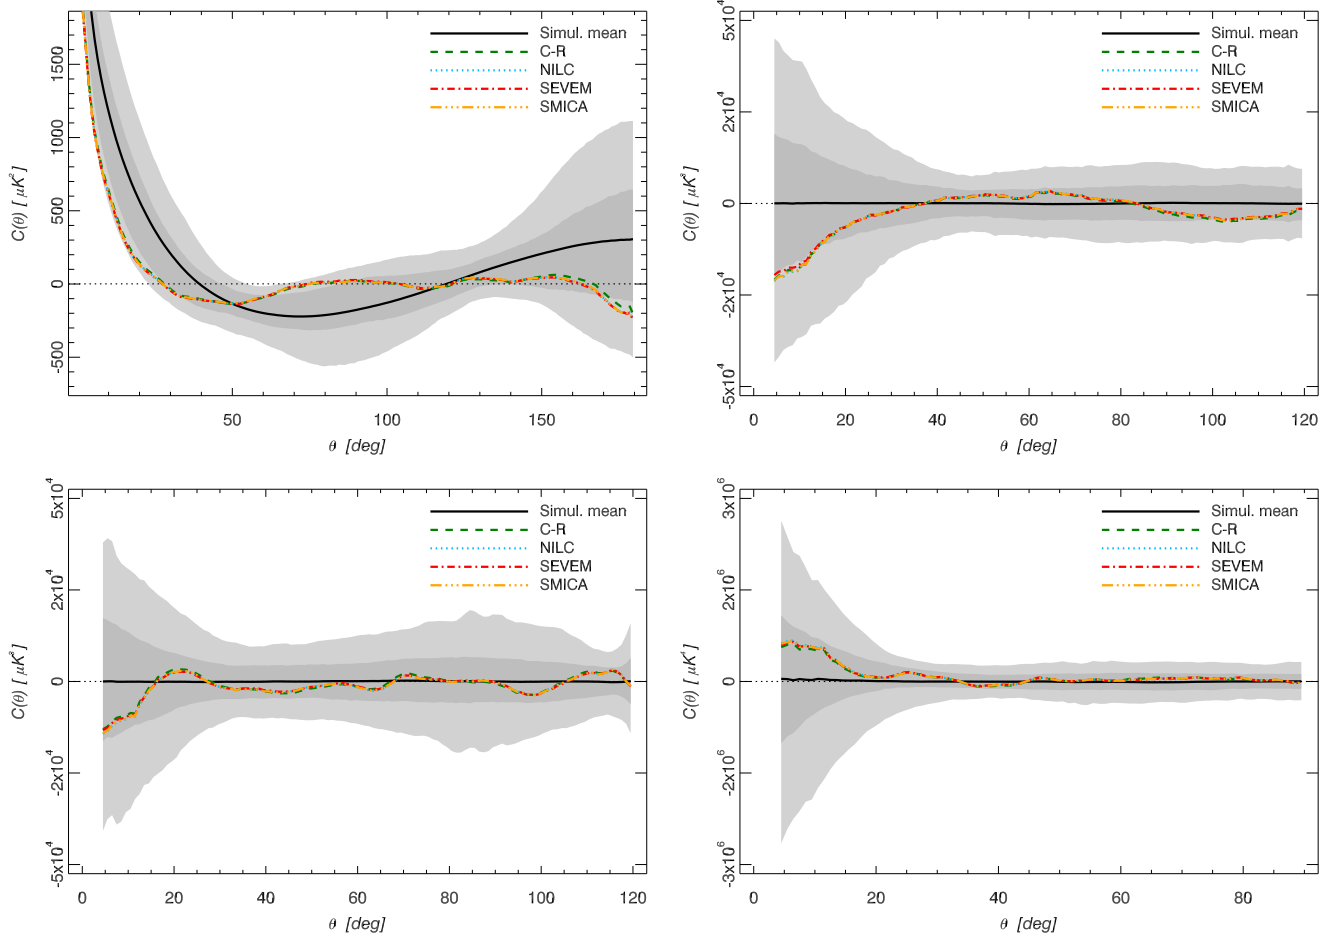 Simul. mean
C-R
NILC
SEVEM
SMICA
1500
1000
500
0
-500
C(θ) [μK²]
50
100
150
θ [deg]
Simul. mean
C-R
NILC
SEVEM
SMICA
5x10⁴
2x10⁴
0
-2x10⁴
-5x10⁴
C(θ) [μK³]
0
20
40
60
80
100
120
θ [deg]
Simul. mean
C-R
NILC
SEVEM
SMICA
5x10⁴
2x10⁴
0
-2x10⁴
-5x10⁴
C(θ) [μK³]
0
20
40
60
80
100
120
θ [deg]
Simul. mean
C-R
NILC
SEVEM
SMICA
3x10⁶
2x10⁶
0
-2x10⁶
-3x10⁶
C(θ) [μK⁴]
0
20
40
60
80
θ [deg]